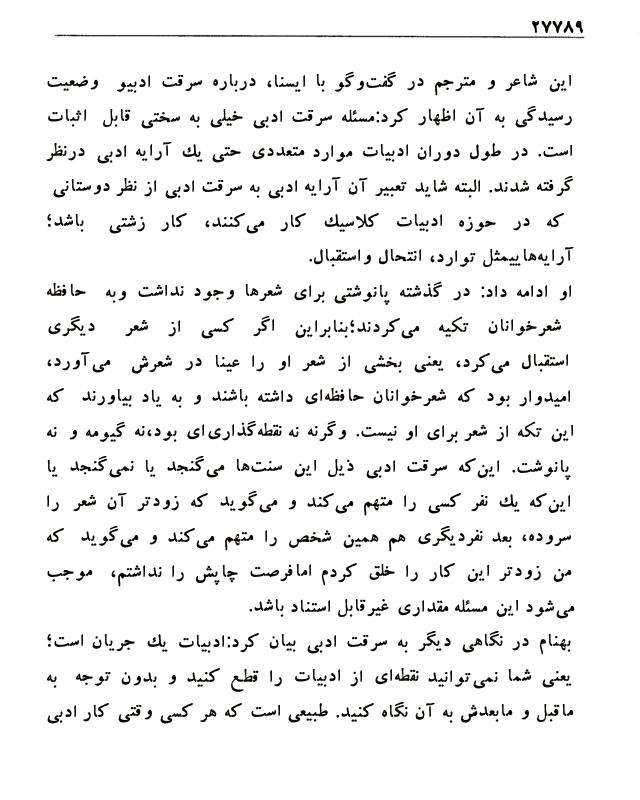 ۲۷۷۸۹
این شاعر و مترجم در گفت‌وگو با ایسنا، درباره سرقت ادبیو وضعیت
رسیدگی به آن اظهار کرد:مسئله سرقت ادبی خیلی به سختی قابل اثبات
است. در طول دوران ادبیات موارد متعددی حتی یك آرایه ادبی درنظر
گرفته شدند. البته شاید تعبیر آن آرایه ادبی به سرقت ادبی از نظر دوستانی
که در حوزه ادبیات کلاسیك کار می‌کنند، کار زشتی باشد؛
آرایه‌هاییمثل توارد، انتحال واستقبال.
او ادامه داد: در گذشته پانوشتی برای شعرها وجود نداشت وبه حافظه
شعرخوانان تکیه می‌کردند؛بنابراین اگر کسی از شعر دیگری
استقبال می‌کرد، یعنی بخشی از شعر او را عینا در شعرش می‌آورد،
امیدوار بود که شعرخوانان حافظه‌ای داشته باشند و به یاد بیاورند که
این تکه از شعر برای او نیست. وگرنه نه نقطه‌گذاری‌ای بود،نه گیومه و نه
پانوشت. این‌که سرقت ادبی ذیل این سنت‌ها می‌گنجد یا نمی‌گنجد یا
این‌که یك نفر کسی را متهم می‌کند و می‌گوید که زودتر آن شعر را
سروده، بعد نفردیگری هم همین شخص را متهم می‌کند و می‌گوید که
من زودتر این کار را خلق کردم امافرصت چاپش را نداشتم، موجب
می‌شود این مسئله مقداری غیرقابل استناد باشد.
بهنام در نگاهی دیگر به سرقت ادبی بیان کرد:ادبیات یك جریان است؛
یعنی شما نمی‌توانید نقطه‌ای از ادبیات را قطع کنید و بدون توجه به
ماقبل و مابعدش به آن نگاه کنید. طبیعی است که هر کسی وقتی کار ادبی